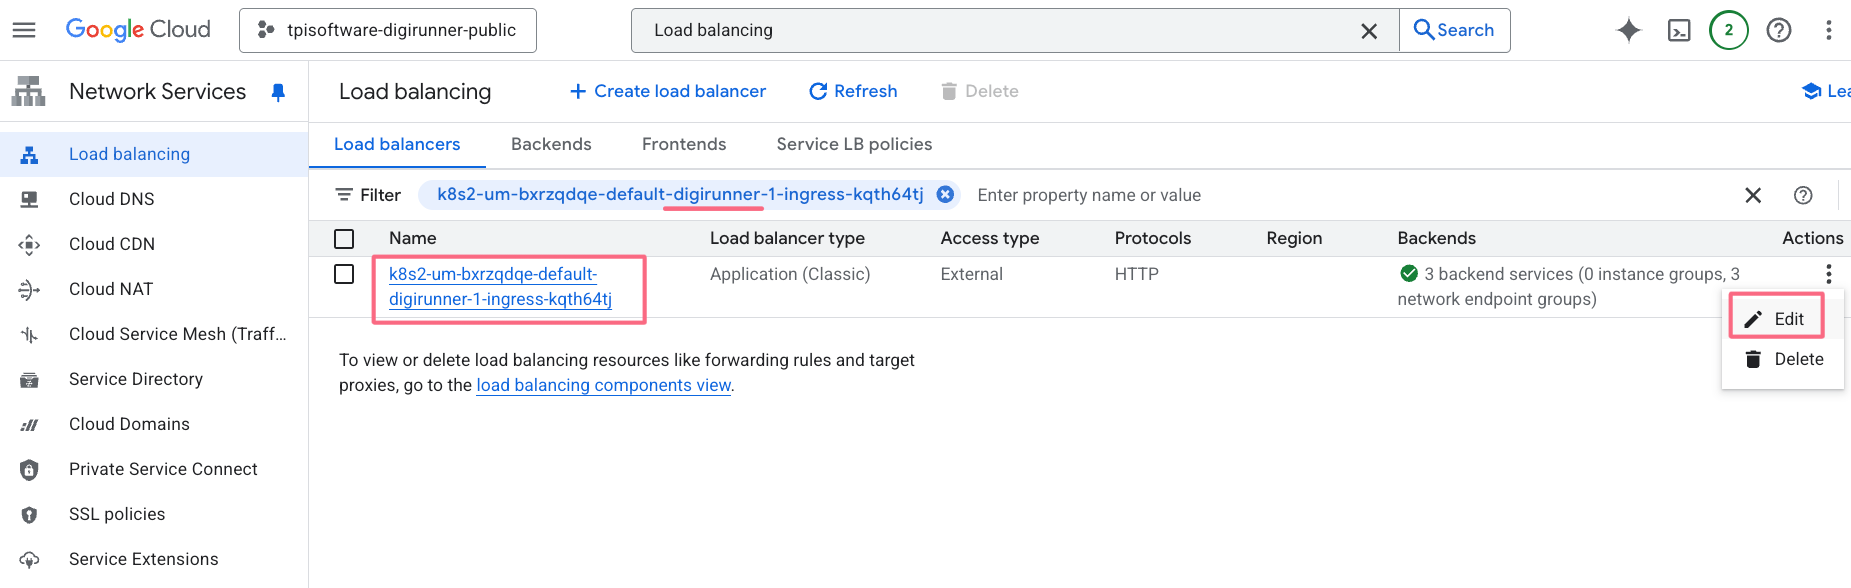 Google Cloud
tpisoftware-digirunner-public
Load balancing
Search
2
Network Services
Load balancing
Cloud DNS
Cloud CDN
Cloud NAT
Cloud Service Mesh (Traff...
Service Directory
Cloud Domains
Private Service Connect
SSL policies
Service Extensions
Load balancing
Create load balancer
Refresh
Delete
Lea
Load balancers
Backends
Frontends
Service LB policies
Filter
k8s2-um-bxrzqdqe-default-digirunner-1-ingress-kqth64tj
Enter property name or value
Name
Load balancer type
Access type
Protocols
Region
Backends
Actions
k8s2-um-bxrzqdqe-default-
digirunner-1-ingress-kqth64tj
Application (Classic)
External
HTTP
3 backend services (0 instance groups, 3
network endpoint groups)
Edit
Delete
To view or delete load balancing resources like forwarding rules and target
proxies, go to the load balancing components view.